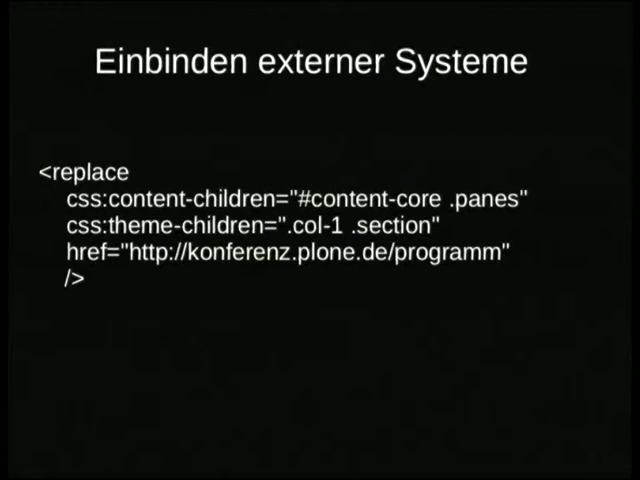 Einbinden externer Systeme
<replace
css:content-children="#content-core .panes"
css:theme-children=".col-1 .section"
href="http://konferenz.plone.de/programm"
/>